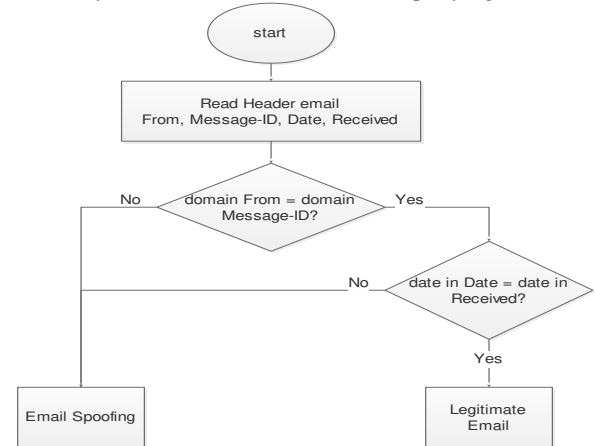 start
Read Header email
From, Message-ID, Date, Received
No
domain From = domain
Message-ID?
Yes
No
date in Date = date in
Received?
Yes
Email Spoofing
Legitimate
Email